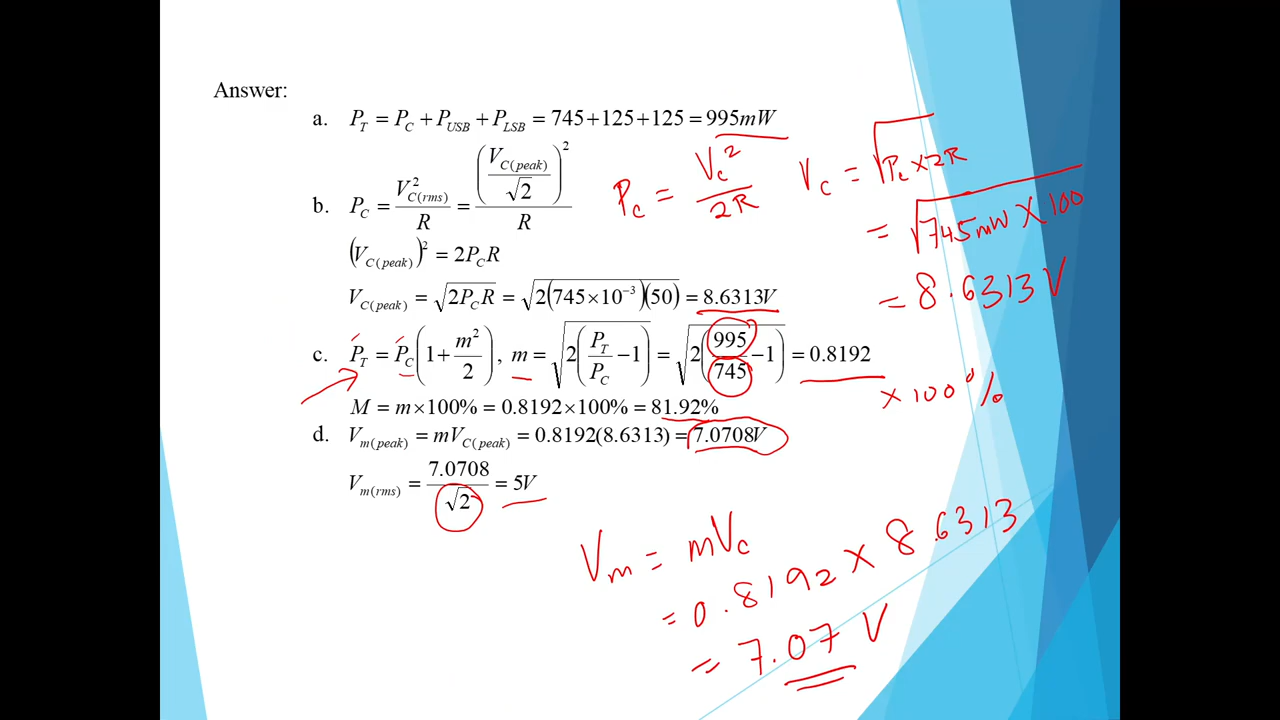 Answer:
a. P_T = P_C + P_USB + P_LSB = 745+125+125 = 995mW
b. P_C = V²_C(rms) / R = (V_C(peak) / √2)² / R
(V_C(peak))² = 2P_C R
V_C(peak) = √(2P_C R) = √(2(745×10⁻³)(50)) = 8.6313V
c. P_T = P_C(1 + m²/2), m = √(2(P_T/P_C − 1)) = √(2(995/745 − 1)) = 0.8192
M = m×100% = 0.8192×100% = 81.92%
d. V_m(peak) = mV_C(peak) = 0.8192(8.6313) = 7.0708V
V_m(rms) = 7.0708/√2 = 5V
P_C = V_C² / 2R
V_C = √(P_C × 2R)
= √(745mW × 100)
= 8.6313V
× 100%
V_m = mV_C
= 0.8192 × 8.6313
= 7.07 V